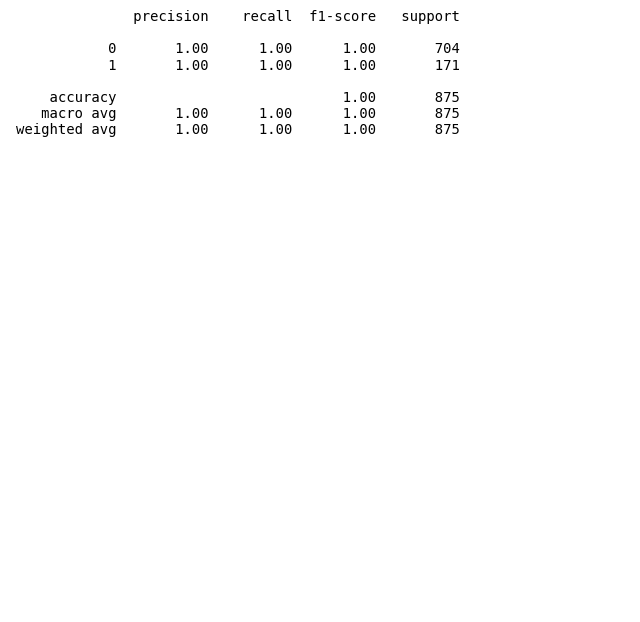 precision recall f1-score support
0 1.00 1.00 1.00 704
1 1.00 1.00 1.00 171
accuracy 1.00 875
macro avg 1.00 1.00 1.00 875
weighted avg 1.00 1.00 1.00 875